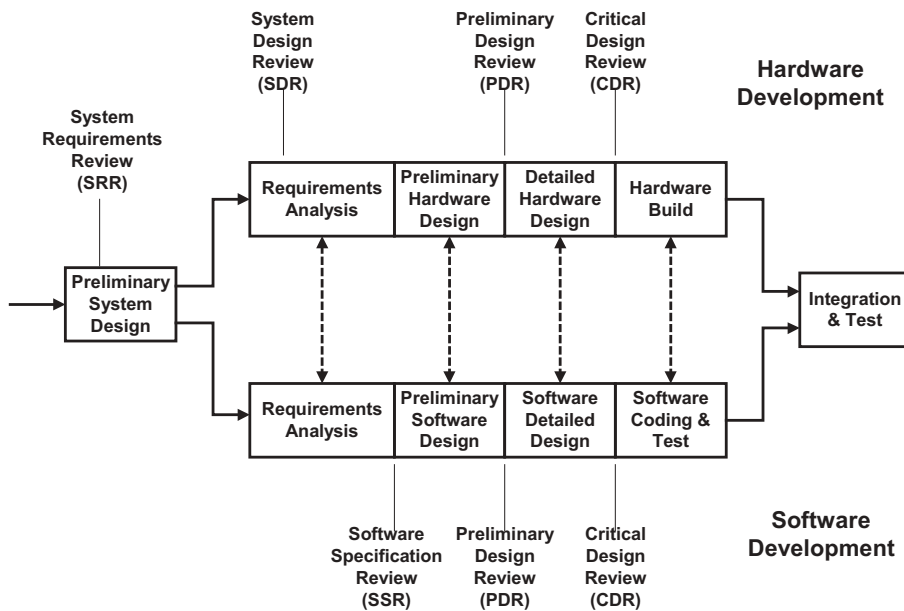 System
Design
Review
(SDR)
Preliminary
Design
Review
(PDR)
Critical
Design
Review
(CDR)
Hardware
Development
System
Requirements
Review
(SRR)
Requirements
Analysis
Preliminary
Hardware
Design
Detailed
Hardware
Design
Hardware
Build
Preliminary
System
Design
Integration
& Test
Requirements
Analysis
Preliminary
Software
Design
Software
Detailed
Design
Software
Coding &
Test
Software
Specification
Review
(SSR)
Preliminary
Design
Review
(PDR)
Critical
Design
Review
(CDR)
Software
Development